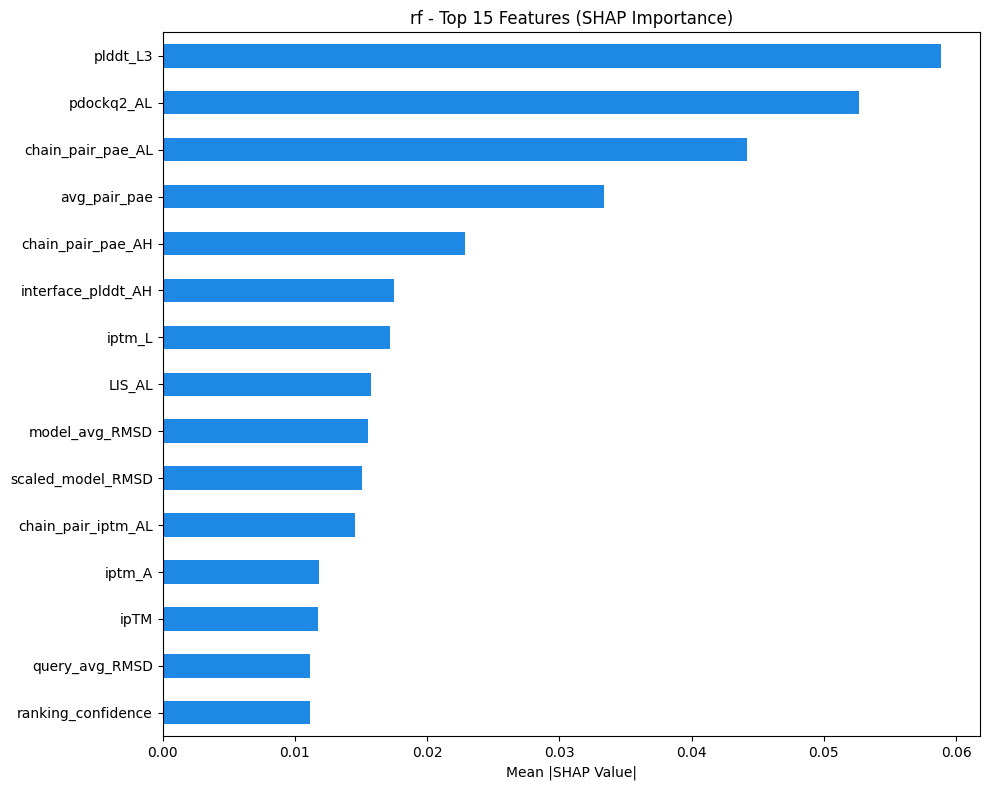 rf - Top 15 Features (SHAP Importance)
plddt_L3
pdockq2_AL
chain_pair_pae_AL
avg_pair_pae
chain_pair_pae_AH
interface_plddt_AH
iptm_L
LIS_AL
model_avg_RMSD
scaled_model_RMSD
chain_pair_iptm_AL
iptm_A
ipTM
query_avg_RMSD
ranking_confidence
0.00 0.01 0.02 0.03 0.04 0.05 0.06
Mean |SHAP Value|